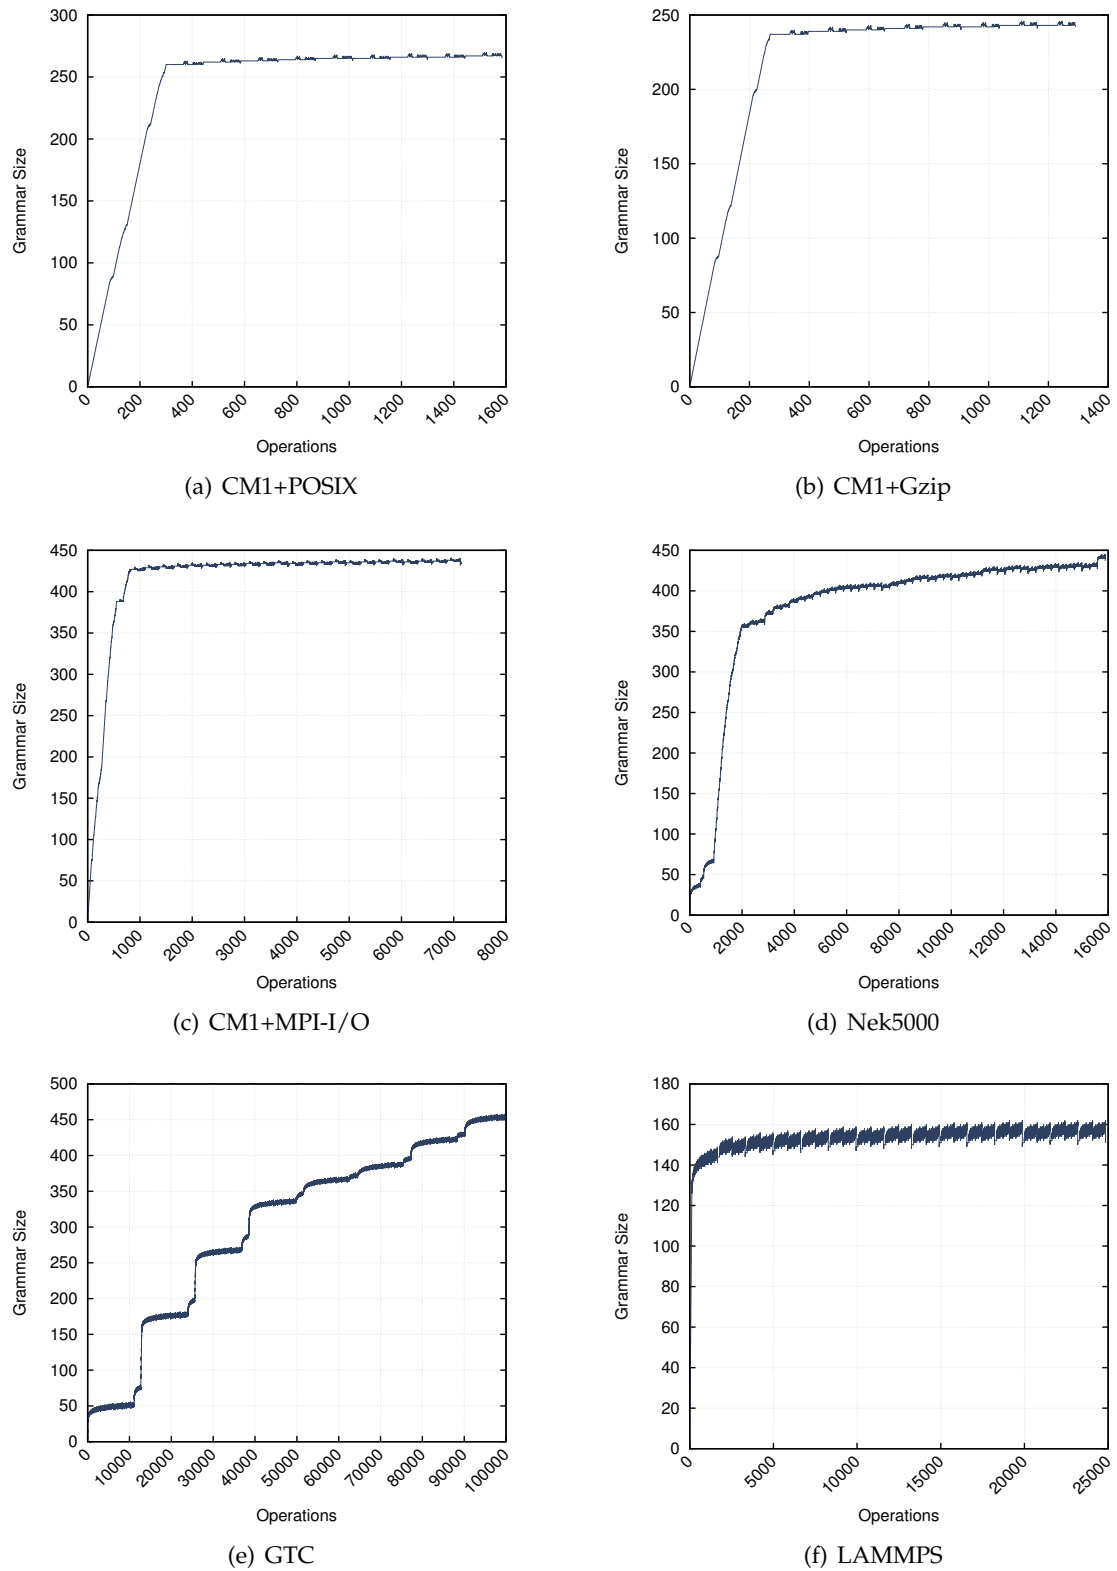 300
250
200
150
100
50
0
Grammar Size
0 200 400 600 800 1000 1200 1400 1600
Operations
(a) CM1+POSIX
250
200
150
100
50
0
Grammar Size
0 200 400 600 800 1000 1200 1400
Operations
(b) CM1+Gzip
450
400
350
300
250
200
150
100
50
0
Grammar Size
0 1000 2000 3000 4000 5000 6000 7000 8000
Operations
(c) CM1+MPI-I/O
450
400
350
300
250
200
150
100
50
0
Grammar Size
0 2000 4000 6000 8000 10000 12000 14000 16000
Operations
(d) Nek5000
500
450
400
350
300
250
200
150
100
50
0
Grammar Size
0 10000 20000 30000 40000 50000 60000 70000 80000 90000 100000
Operations
(e) GTC
180
160
140
120
100
80
60
40
20
0
Grammar Size
0 5000 10000 15000 20000 25000
Operations
(f) LAMMPS